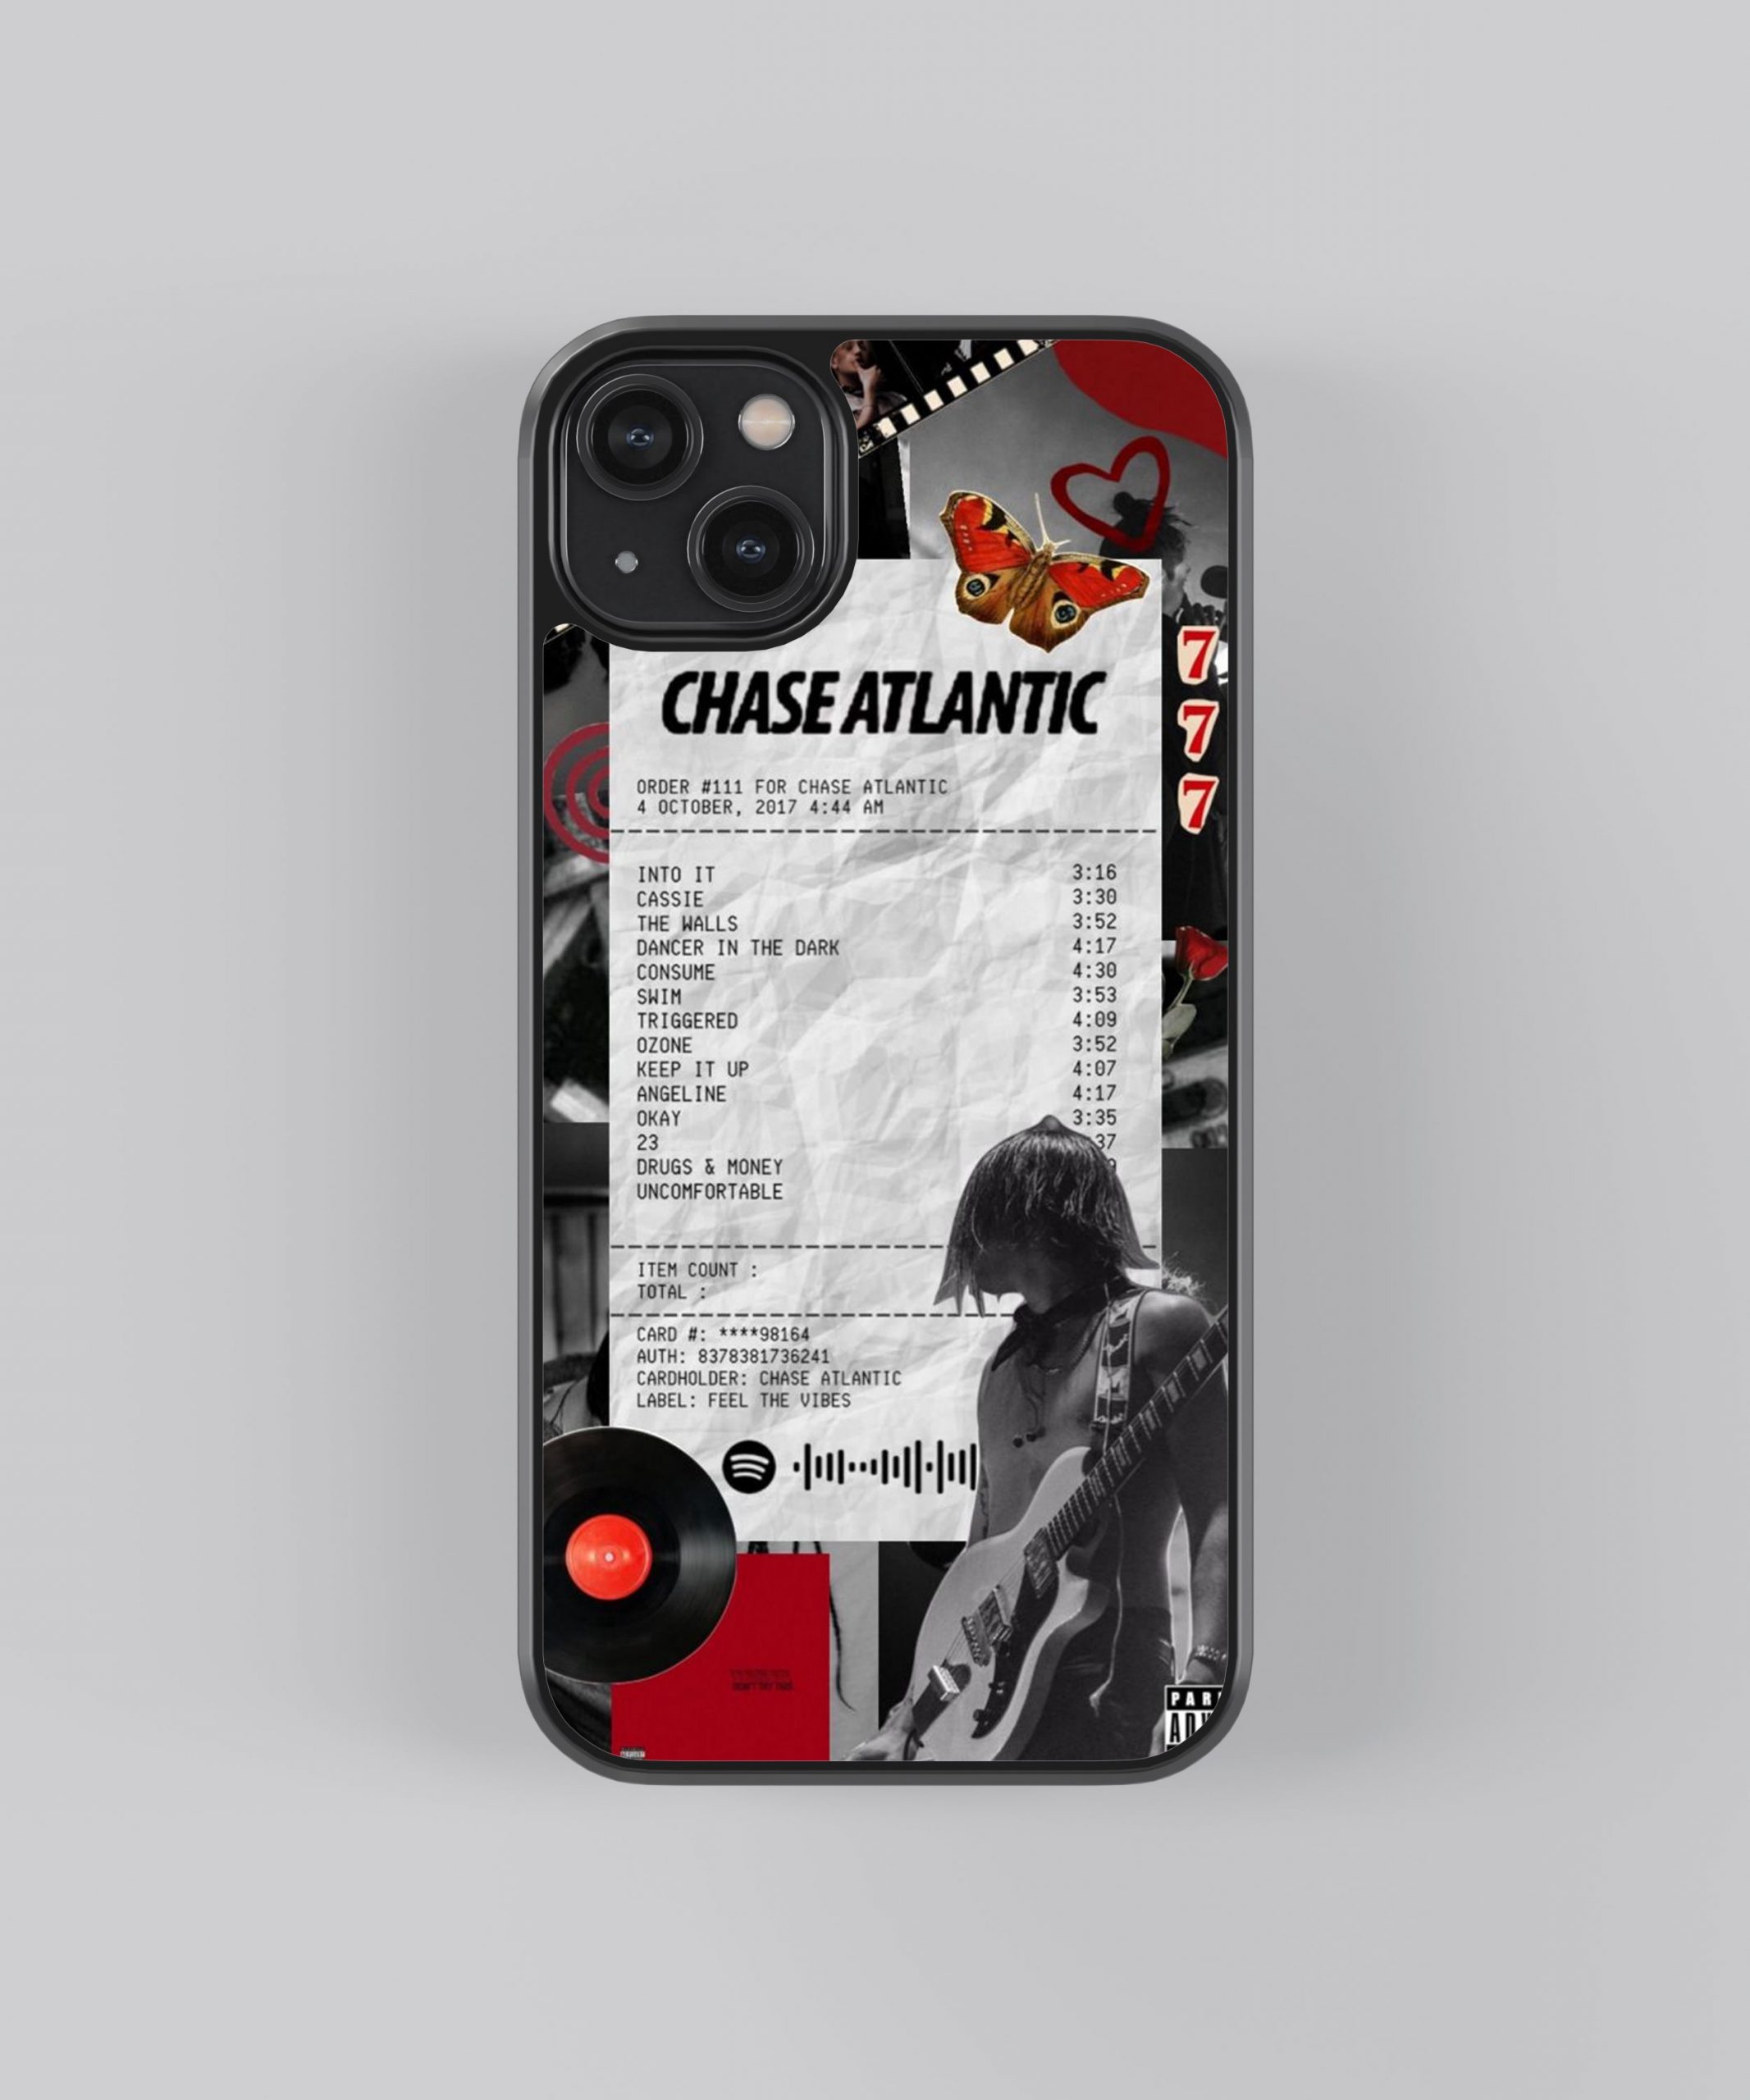 CHASE ATLANTIC
ORDER #111 FOR CHASE ATLANTIC
4 OCTOBER, 2017 4:44 AM
INTO IT 3:16
CASSIE 3:30
THE WALLS 3:52
DANCER IN THE DARK 4:17
CONSUME 4:30
SWIM 3:53
TRIGGERED 4:09
OZONE 3:52
KEEP IT UP 4:07
ANGELINE 4:17
OKAY 3:35
23 37
DRUGS & MONEY
UNCOMFORTABLE
ITEM COUNT :
TOTAL :
CARD #: ****98164
AUTH: 8378381736241
CARDHOLDER: CHASE ATLANTIC
LABEL: FEEL THE VIBES
7
7
7